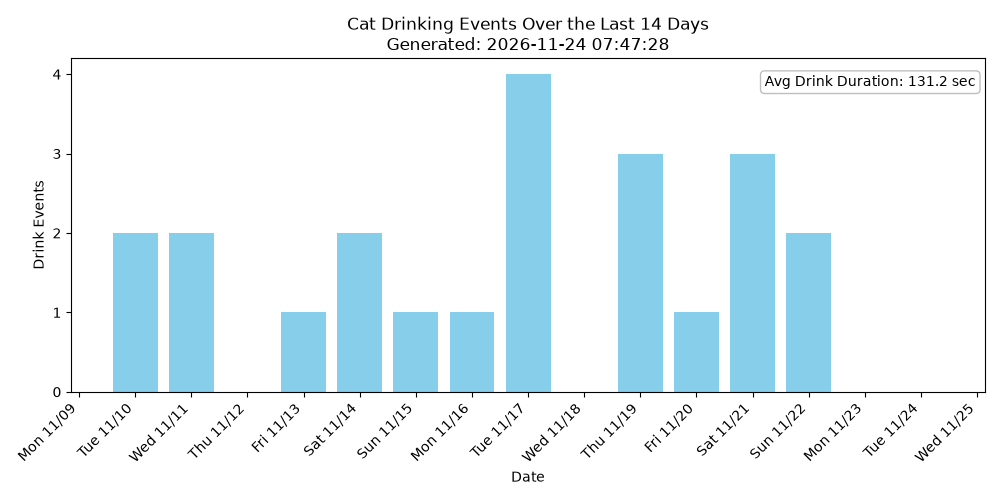 Cat Drinking Events Over the Last 14 Days
Generated: 2026-11-24 07:47:28
Avg Drink Duration: 131.2 sec
Drink Events
4
3
2
1
0
Mon 11/09
Tue 11/10
Wed 11/11
Thu 11/12
Fri 11/13
Sat 11/14
Sun 11/15
Mon 11/16
Tue 11/17
Wed 11/18
Thu 11/19
Fri 11/20
Sat 11/21
Sun 11/22
Mon 11/23
Tue 11/24
Wed 11/25
Date